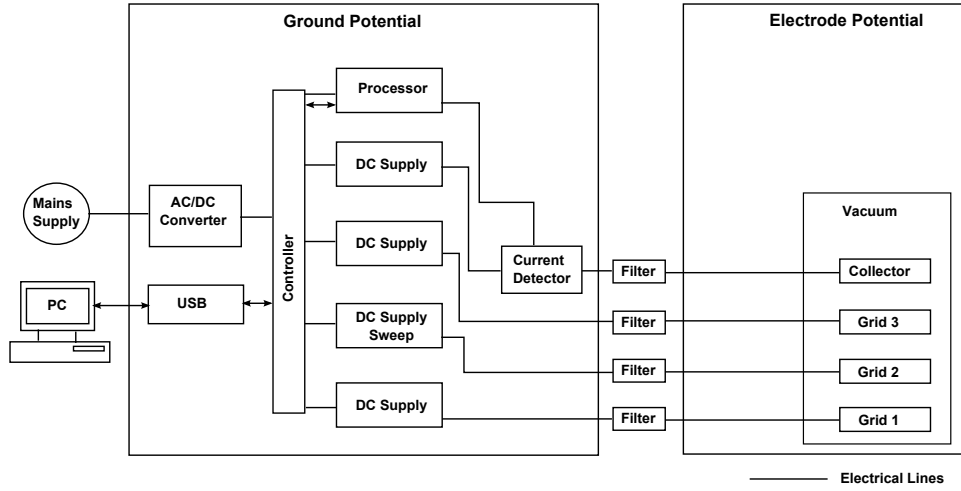 Ground Potential
Electrode Potential
Processor
DC Supply
Mains
Supply
AC/DC
Converter
Vacuum
DC Supply
Controller
Current
Detector
Filter
Collector
PC
USB
DC Supply
Sweep
Filter
Grid 3
Filter
Grid 2
DC Supply
Filter
Grid 1
Electrical Lines